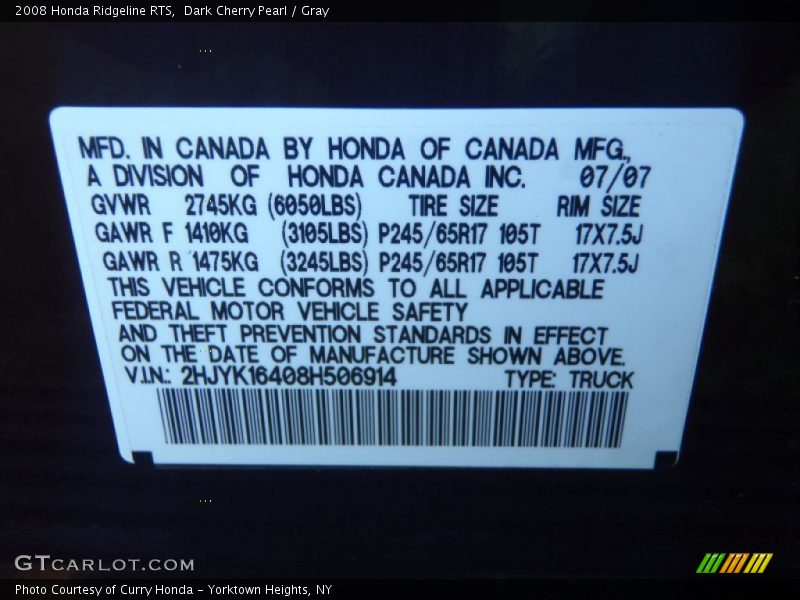 2008 Honda Ridgeline RTS,  Dark Cherry Pearl / Gray
MFD. IN CANADA BY HONDA OF CANADA MFG.,
A DIVISION OF HONDA CANADA INC. 07/07
GVWR 2745KG (6050LBS) TIRE SIZE RIM SIZE
GAWR F 1410KG (3105LBS) P245/65R17 105T 17X7.5J
GAWR R 1475KG (3245LBS) P245/65R17 105T 17X7.5J
THIS VEHICLE CONFORMS TO ALL APPLICABLE
FEDERAL MOTOR VEHICLE SAFETY
AND THEFT PREVENTION STANDARDS IN EFFECT
ON THE DATE OF MANUFACTURE SHOWN ABOVE.
V.I.N.: 2HJYK16408H506914 TYPE: TRUCK
GTCARLOT.COM
Photo Courtesy of Curry Honda - Yorktown Heights, NY